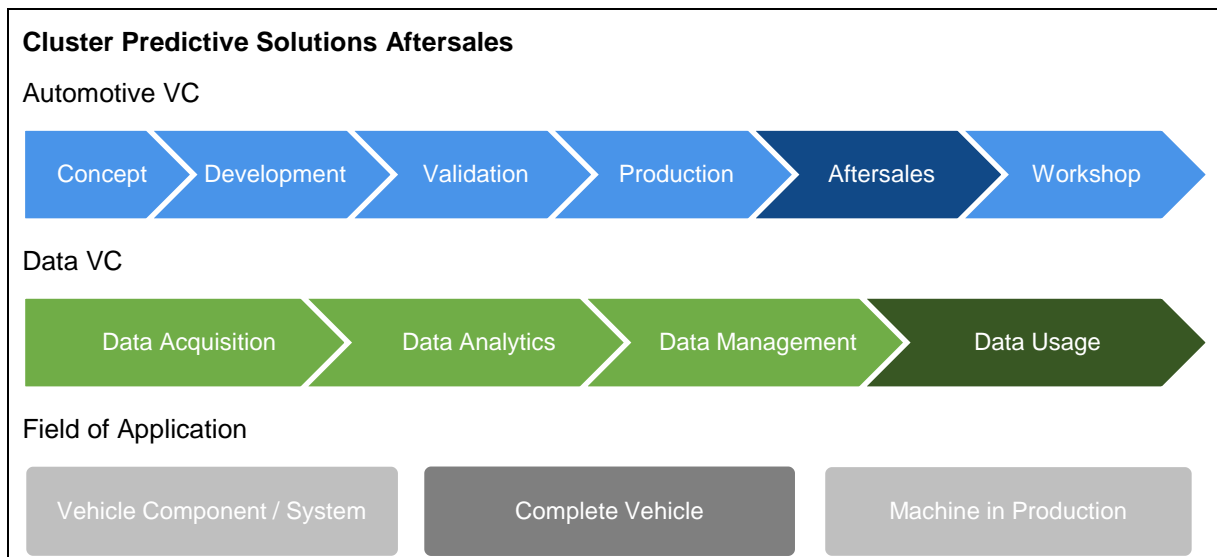 Cluster Predictive Solutions Aftersales
Automotive VC
Concept Development Validation Production Aftersales Workshop
Data VC
Data Acquisition Data Analytics Data Management Data Usage
Field of Application
Vehicle Component / System Complete Vehicle Machine in Production